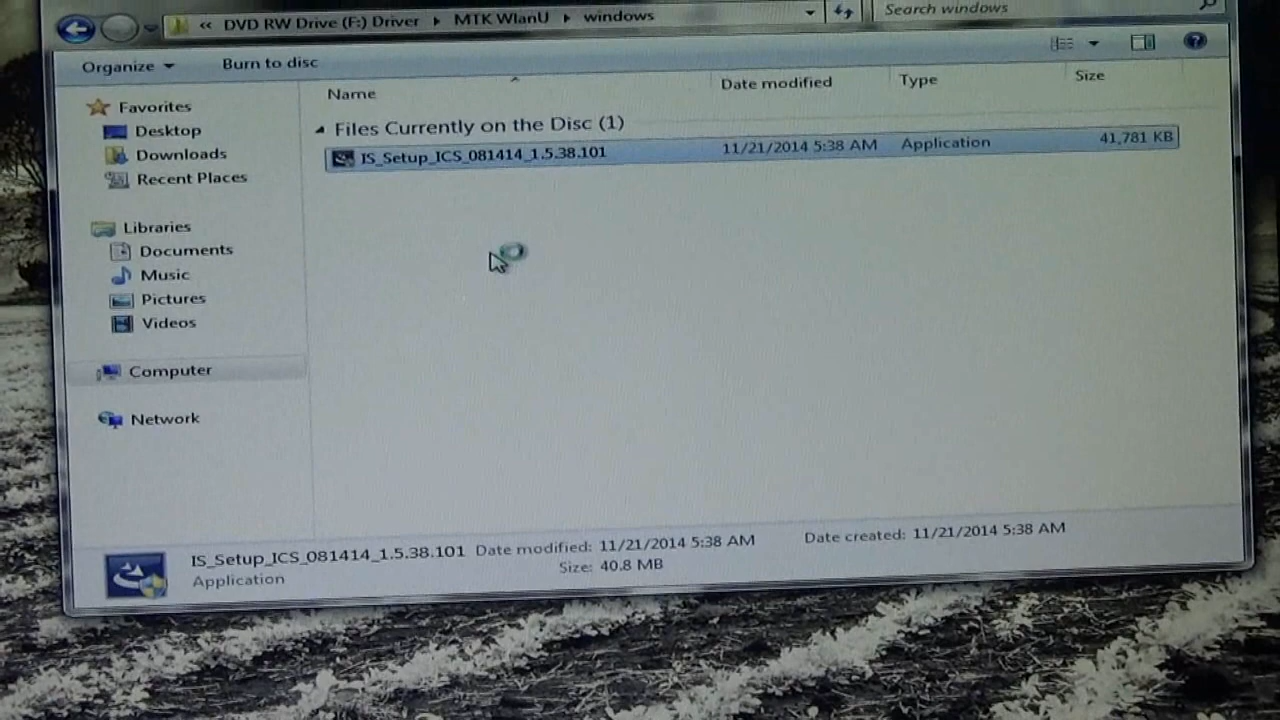 « DVD RW Drive (F:) Driver ▸ MTK WlanU ▸ windows
Search windows
Organize
Burn to disc
Name
Date modified
Type
Size
Favorites
Desktop
Downloads
Recent Places
Libraries
Documents
Music
Pictures
Videos
Computer
Network
Files Currently on the Disc (1)
IS_Setup_ICS_081414_1.5.38.101 11/21/2014 5:38 AM Application 41,781 KB
IS_Setup_ICS_081414_1.5.38.101 Date modified: 11/21/2014 5:38 AM Date created: 11/21/2014 5:38 AM
Application Size: 40.8 MB